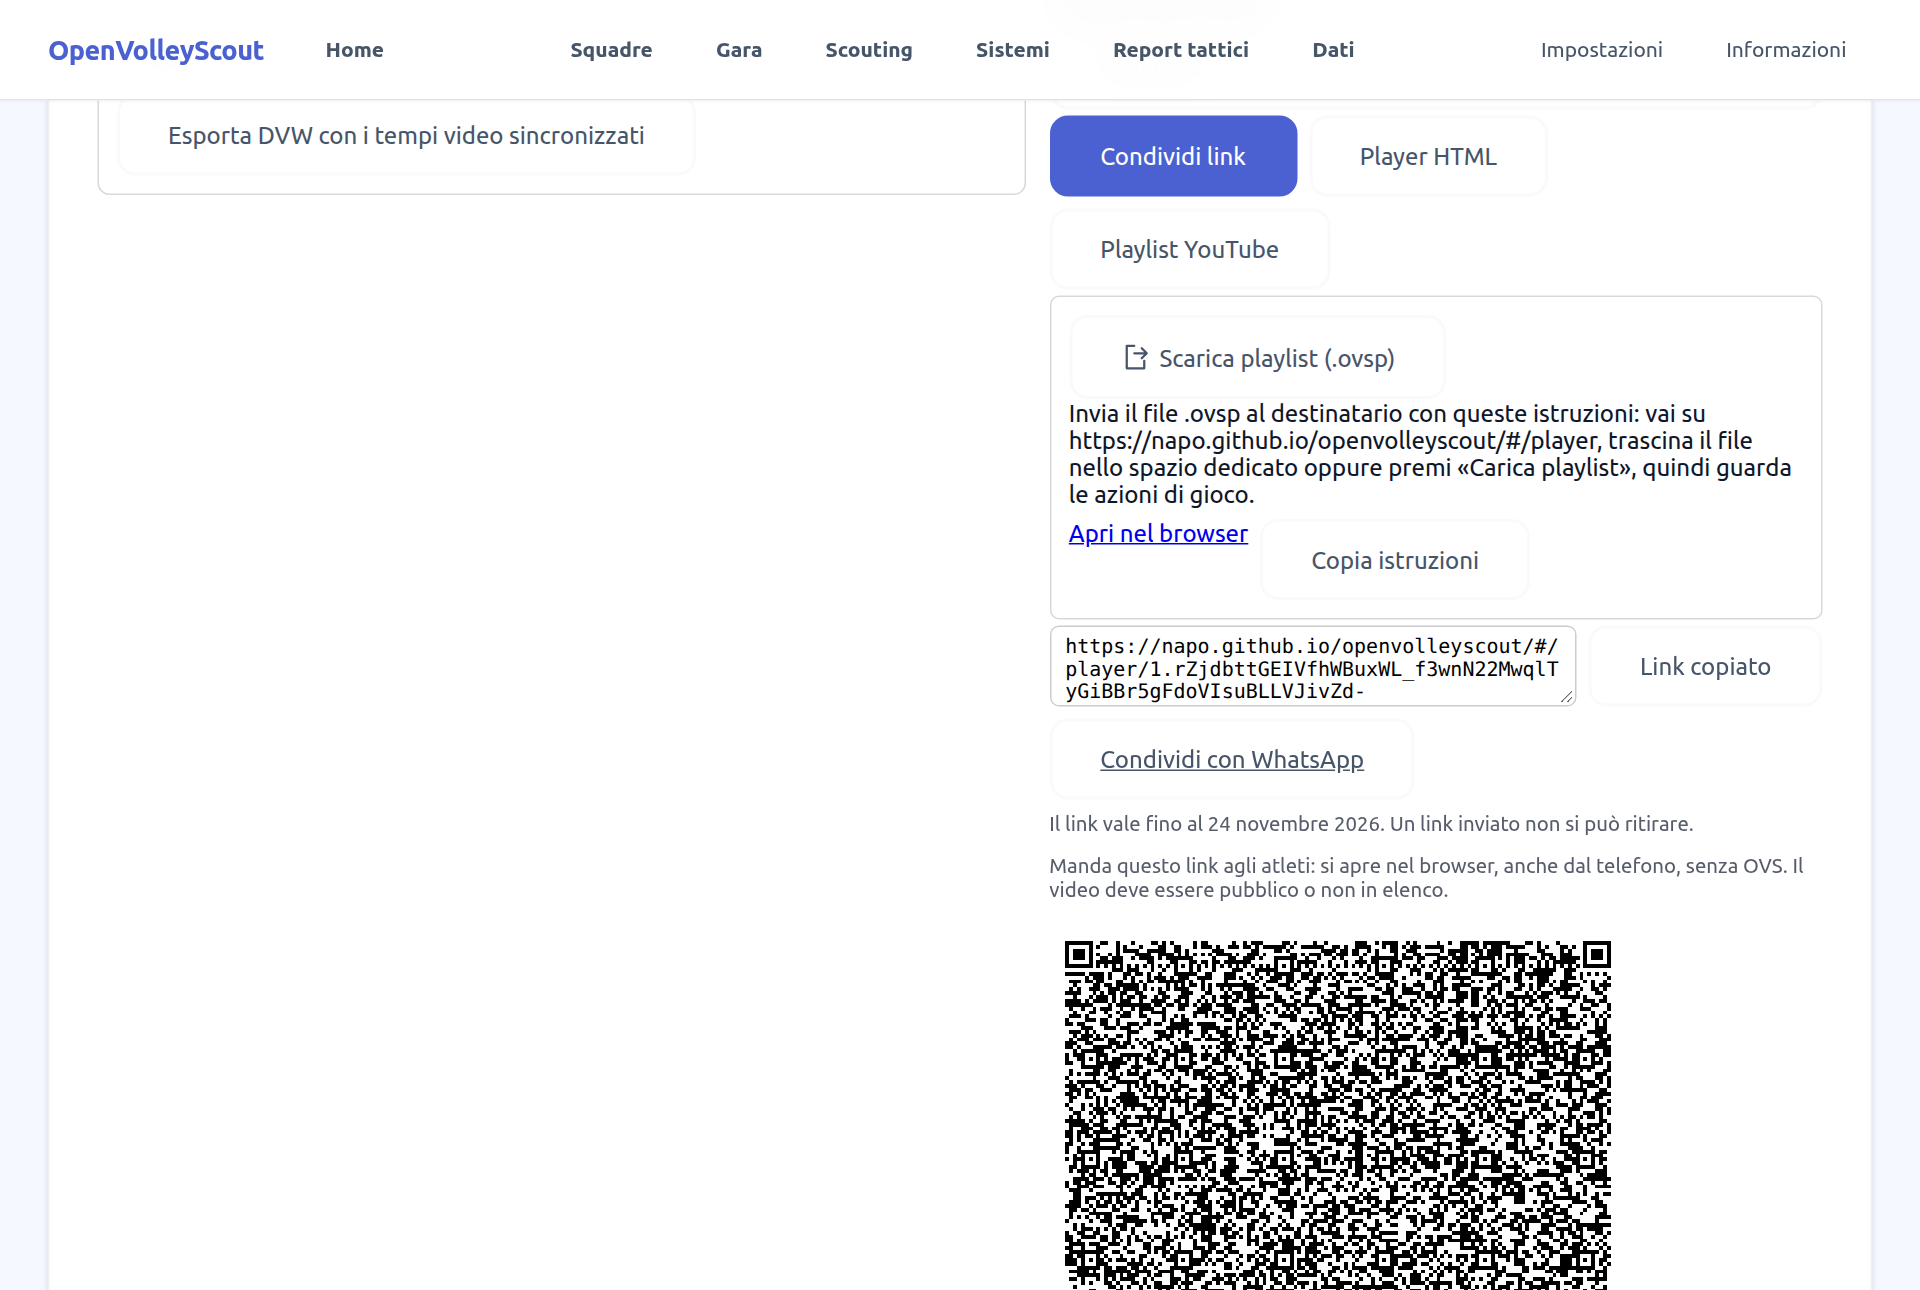 OpenVolleyScout
Home
Squadre
Gara
Scouting
Sistemi
Report tattici
Dati
Impostazioni
Informazioni
Esporta DVW con i tempi video sincronizzati
Condividi link
Player HTML
Playlist YouTube
Scarica playlist (.ovsp)
Invia il file .ovsp al destinatario con queste istruzioni: vai su
https://napo.github.io/openvolleyscout/#/player, trascina il file
nello spazio dedicato oppure premi «Carica playlist», quindi guarda
le azioni di gioco.
Apri nel browser
Copia istruzioni
https://napo.github.io/openvolleyscout/#/
player/1.rZjdbttGEIVfhWBuxWL_f3wnN22MwqlT
yGiBBr5gFdoVIsuBLLVJivZd-
Link copiato
Condividi con WhatsApp
Il link vale fino al 24 novembre 2026. Un link inviato non si può ritirare.
Manda questo link agli atleti: si apre nel browser, anche dal telefono, senza OVS. Il
video deve essere pubblico o non in elenco.